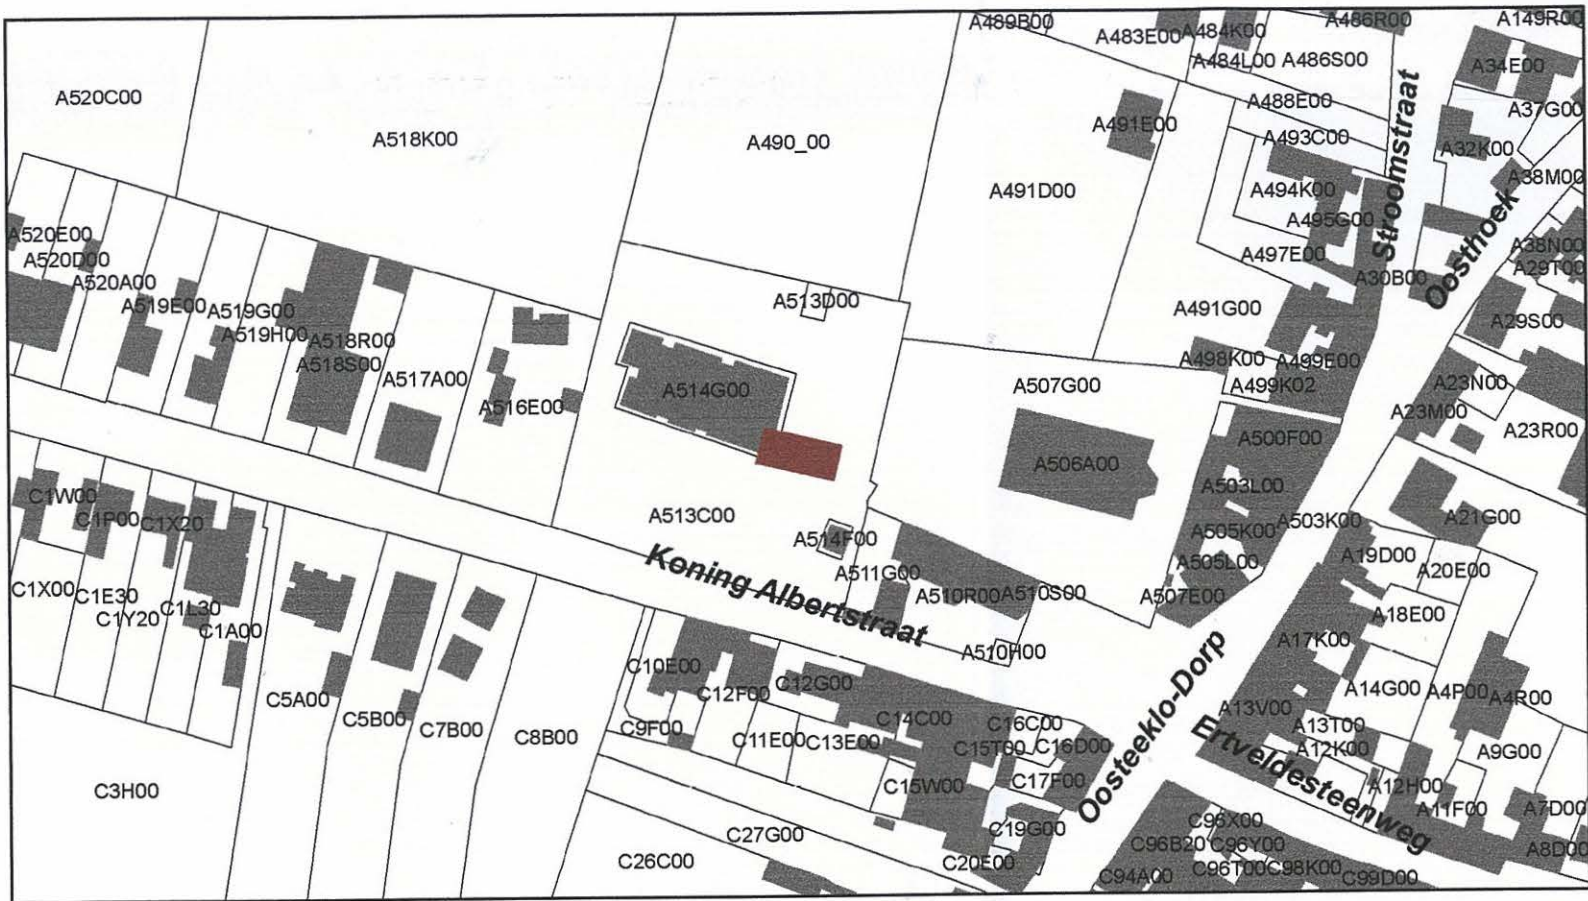 A489B00
A483E00
A484K00
A486R00
A149R00
A484L00
A486S00
A34E00
A520C00
A488E00
A37G00
A518K00
A490_00
A491E00
A493C00
A32K00
A491D00
A494K00
A38M00
A495G00
Stroomstraat
Oosthoek
A520E00
A38N00
A520D00
A497E00
A29T00
A520A00
A30B00
A519E00
A519G00
A513D00
A491G00
A29S00
A519H00
A518R00
A518S00
A498K00
A499E00
A517A00
A514G00
A507G00
A499K02
A23N00
A516E00
A23M00
A23R00
A500F00
A506A00
A503L00
C1W00
C1P00
C1X20
A513C00
A503K00
A21G00
A514F00
A505K00
A19D00
A505L00
A20E00
Koning Albertstraat
A511G00
C1X00
C1E30
A510R00
A510S00
A507E00
C1L30
C1Y20
A18E00
C1A00
A17K00
A510H00
C10E00
C12G00
C12F00
A14G00
A4P00
A4R00
C5A00
C5B00
C7B00
C8B00
C9F00
C14C00
C16C00
A13V00
A13T00
C11E00
C13E00
C15T00
C16D00
A12K00
A9G00
Oosteeklo-Dorp
Ertveldesteenweg
C3H00
C15W00
C17F00
A12H00
A11F00
A7D00
C27G00
C19G00
C96X00
C26C00
C20E00
C96B20
C96Y00
A8D00
C94A00
C96T00
C98K00
C99D00